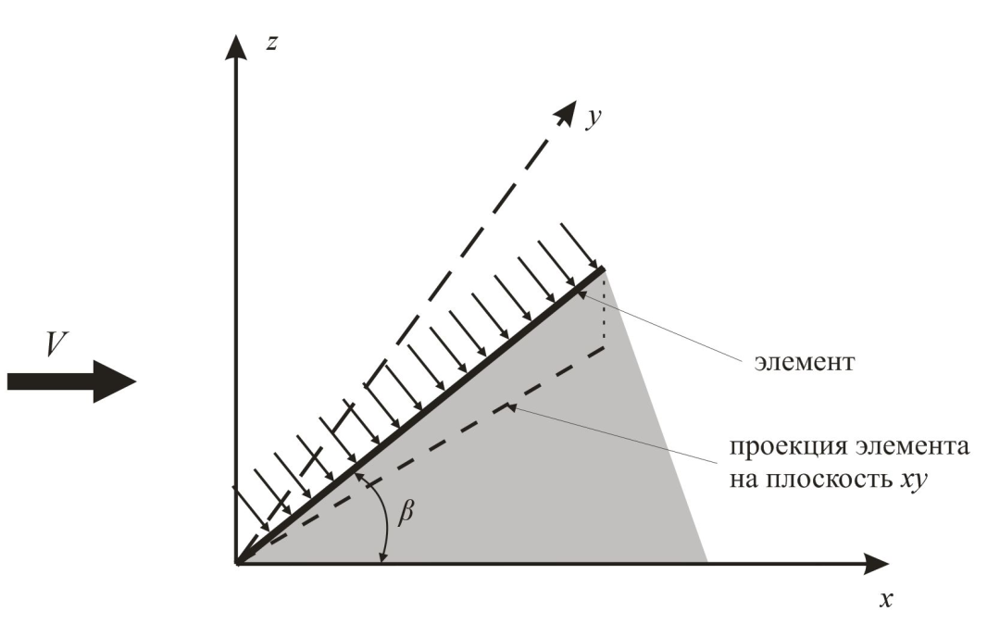 z
y
V
элемент
проекция элемента
на плоскость xy
β
x